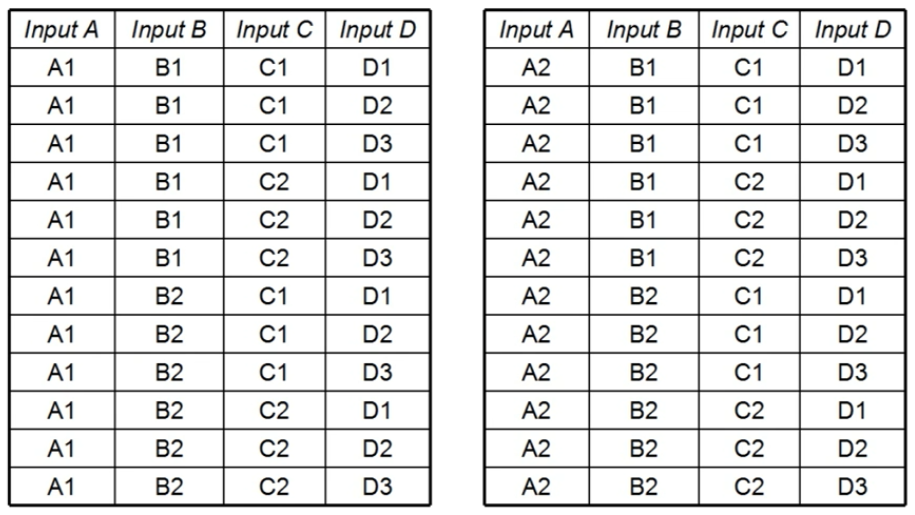 Input A Input B Input C Input D
A1 B1 C1 D1
A1 B1 C1 D2
A1 B1 C1 D3
A1 B1 C2 D1
A1 B1 C2 D2
A1 B1 C2 D3
A1 B2 C1 D1
A1 B2 C1 D2
A1 B2 C1 D3
A1 B2 C2 D1
A1 B2 C2 D2
A1 B2 C2 D3
Input A Input B Input C Input D
A2 B1 C1 D1
A2 B1 C1 D2
A2 B1 C1 D3
A2 B1 C2 D1
A2 B1 C2 D2
A2 B1 C2 D3
A2 B2 C1 D1
A2 B2 C1 D2
A2 B2 C1 D3
A2 B2 C2 D1
A2 B2 C2 D2
A2 B2 C2 D3